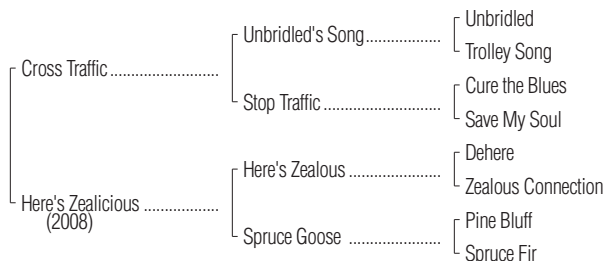 Unbridled
Unbridled's Song....................
Trolley Song
Cross Traffic .............................
Cure the Blues
Stop Traffic ................................
Save My Soul
Dehere
Here's Zealous .........................
Zealous Connection
Here's Zealicious ....................
(2008)
Pine Bluff
Spruce Goose .........................
Spruce Fir